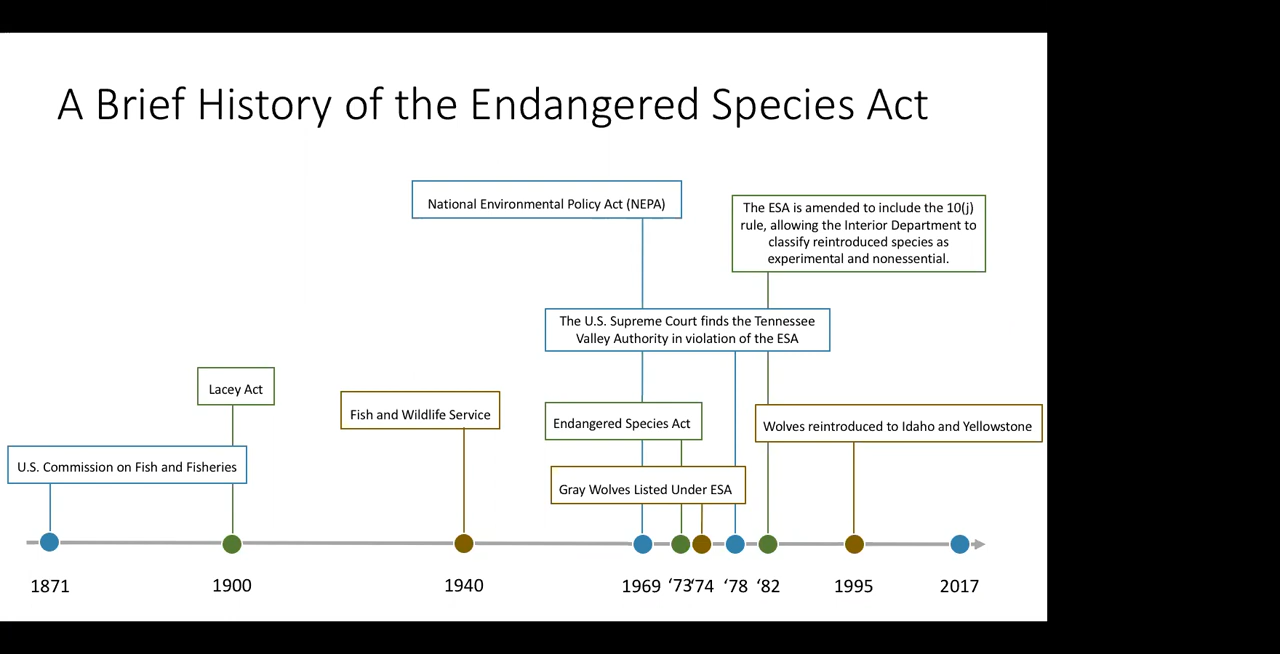 A Brief History of the Endangered Species Act
National Environmental Policy Act (NEPA)
The ESA is amended to include the 10(j)
rule, allowing the Interior Department to
classify reintroduced species as
experimental and nonessential.
The U.S. Supreme Court finds the Tennessee
Valley Authority in violation of the ESA
Lacey Act
Fish and Wildlife Service
Endangered Species Act
Wolves reintroduced to Idaho and Yellowstone
U.S. Commission on Fish and Fisheries
Gray Wolves Listed Under ESA
1871 1900 1940 1969 ‘73 ‘74 ‘78 ‘82 1995 2017